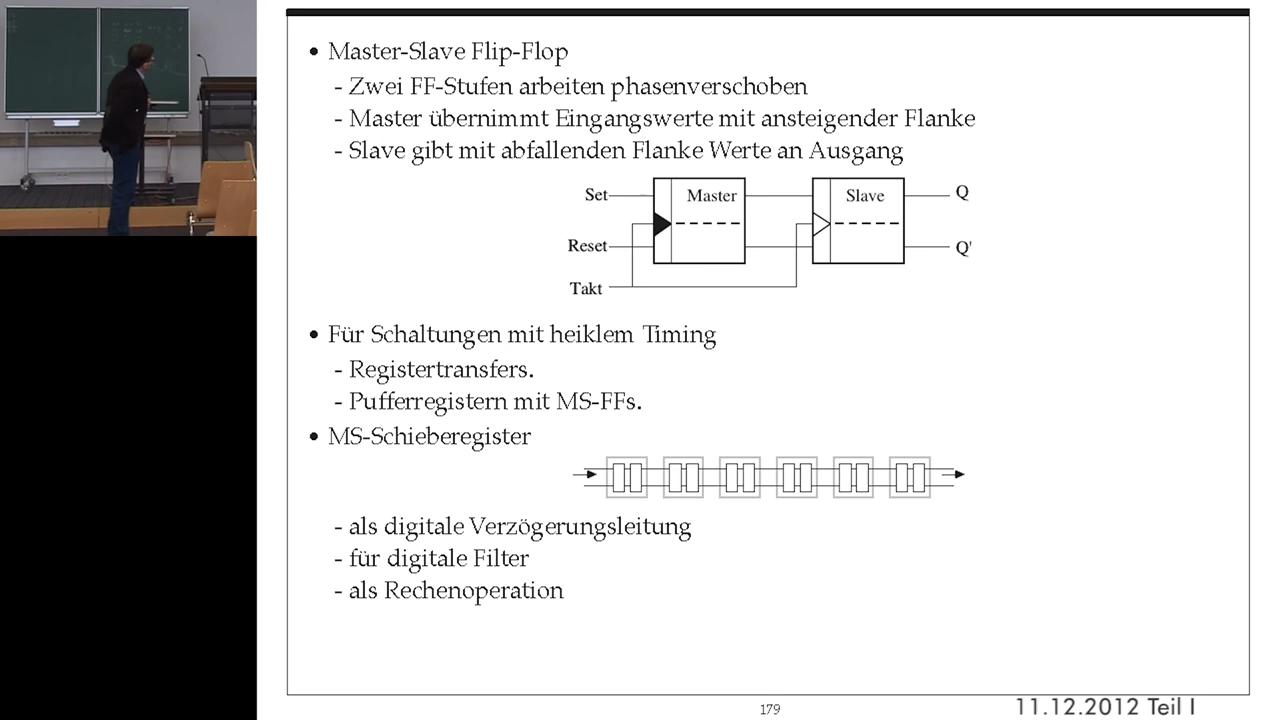 • Master-Slave Flip-Flop
- Zwei FF-Stufen arbeiten phasenverschoben
- Master übernimmt Eingangswerte mit ansteigender Flanke
- Slave gibt mit abfallenden Flanke Werte an Ausgang
Set Master Slave Q
Reset Q'
Takt
• Für Schaltungen mit heiklem Timing
- Registertransfers.
- Pufferregistern mit MS-FFs.
• MS-Schieberegister
- als digitale Verzögerungsleitung
- für digitale Filter
- als Rechenoperation
179
11.12.2012 Teil I